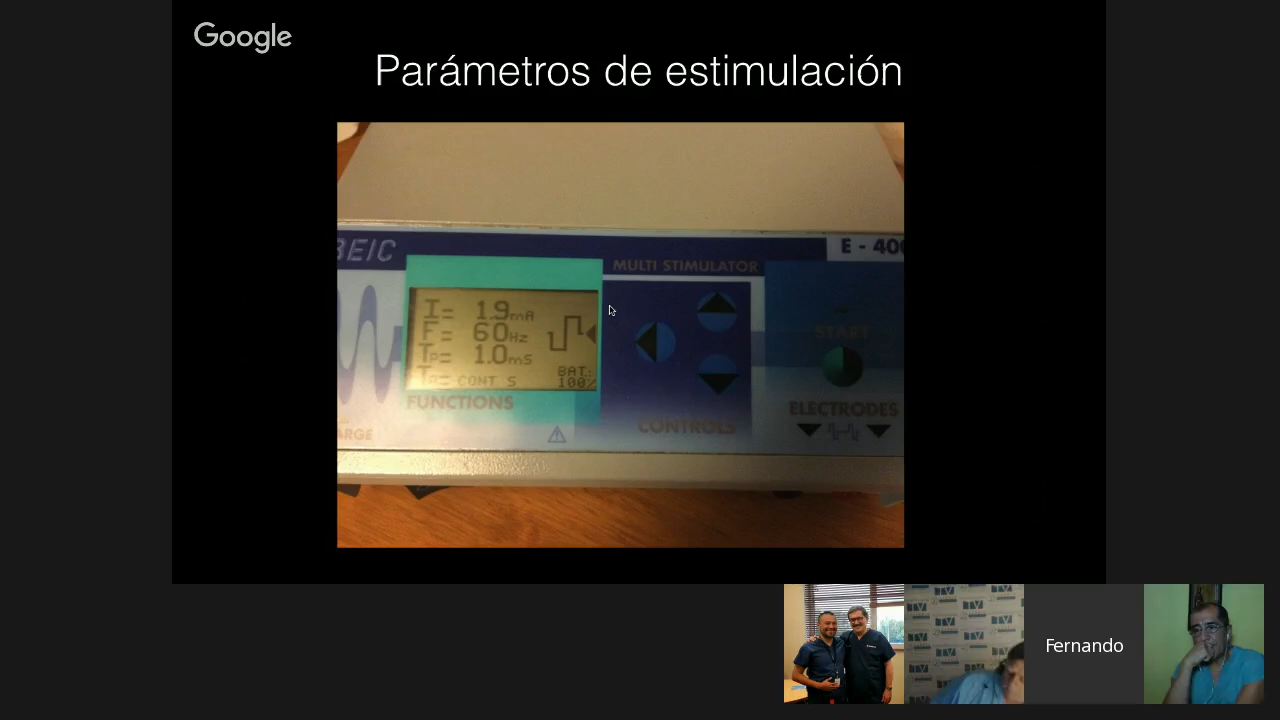 Google
Parámetros de estimulación
BEIC
E - 400
MULTI STIMULATOR
I= 1.9mA
F= 60Hz
Tp= 1.0mS
CONT S
BAT.:
100%
START
FUNCTIONS
CONTROLS
ELECTRODES
Fernando